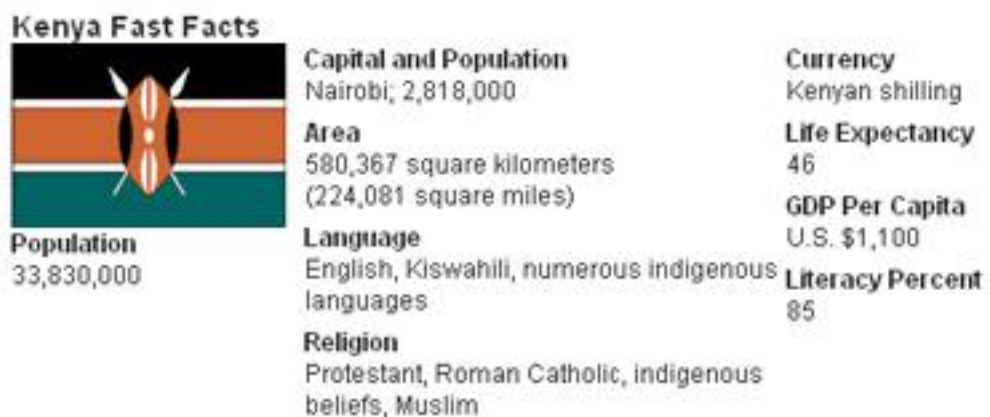 Kenya Fast Facts
Population
33,830,000
Capital and Population
Nairobi; 2,818,000
Area
580,367 square kilometers
(224,081 square miles)
Language
English, Kiswahili, numerous indigenous
languages
Religion
Protestant, Roman Catholic, indigenous
beliefs, Muslim
Currency
Kenyan shilling
Life Expectancy
46
GDP Per Capita
U.S. $1,100
Literacy Percent
85